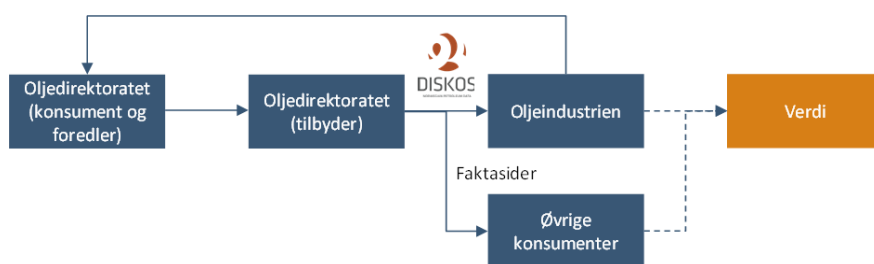 DISKOS
Oljedirektoratet
(konsument og
foredler)
Oljedirektoratet
(tilbyder)
Oljeindustrien
Verdi
Faktasider
Øvrige
konsumenter